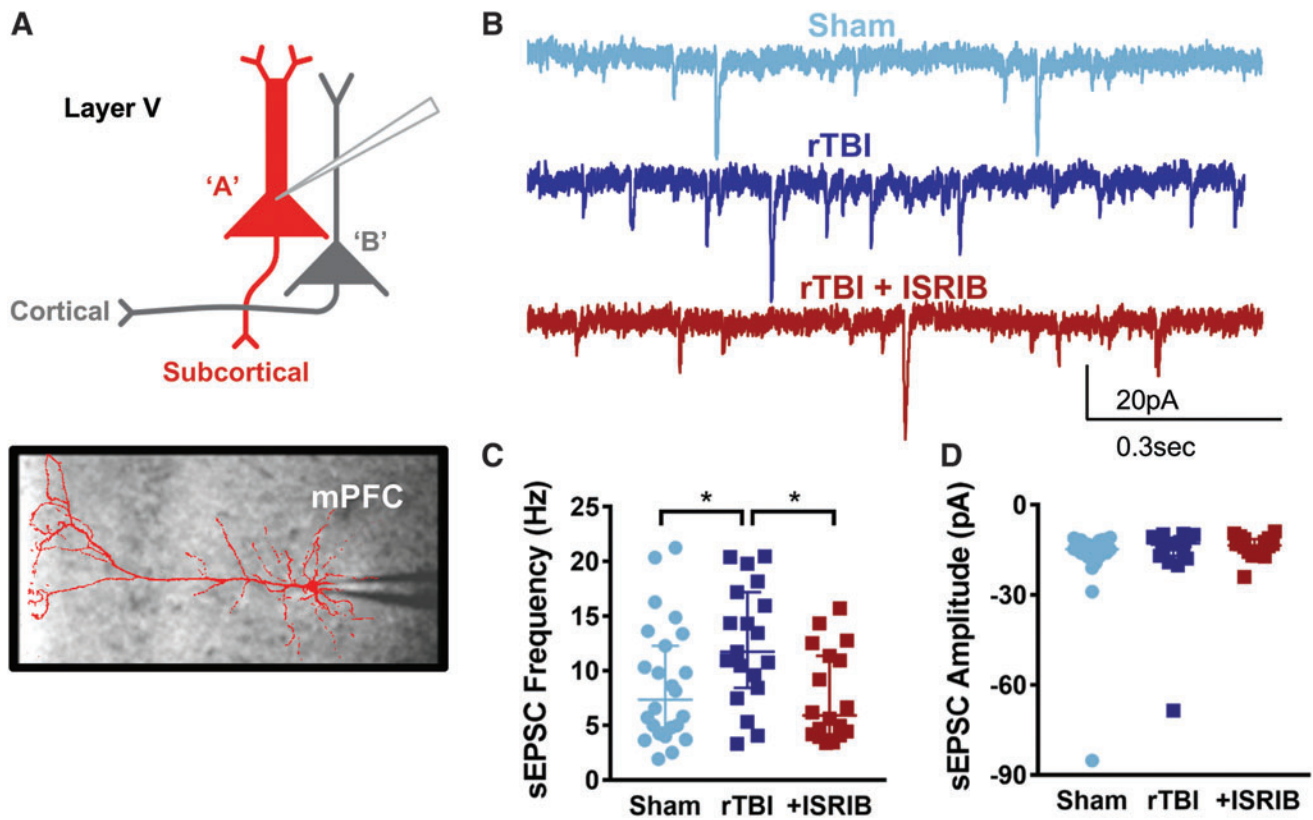 A
Layer V
'A'
'B'
Cortical
Subcortical
mPFC
B
Sham
rTBI
rTBI + ISRIB
20pA
0.3sec
C
sEPSC Frequency (Hz)
25
20
15
10
5
0
* *
Sham rTBI +ISRIB
D
sEPSC Amplitude (pA)
0
-30
-60
-90
Sham rTBI +ISRIB